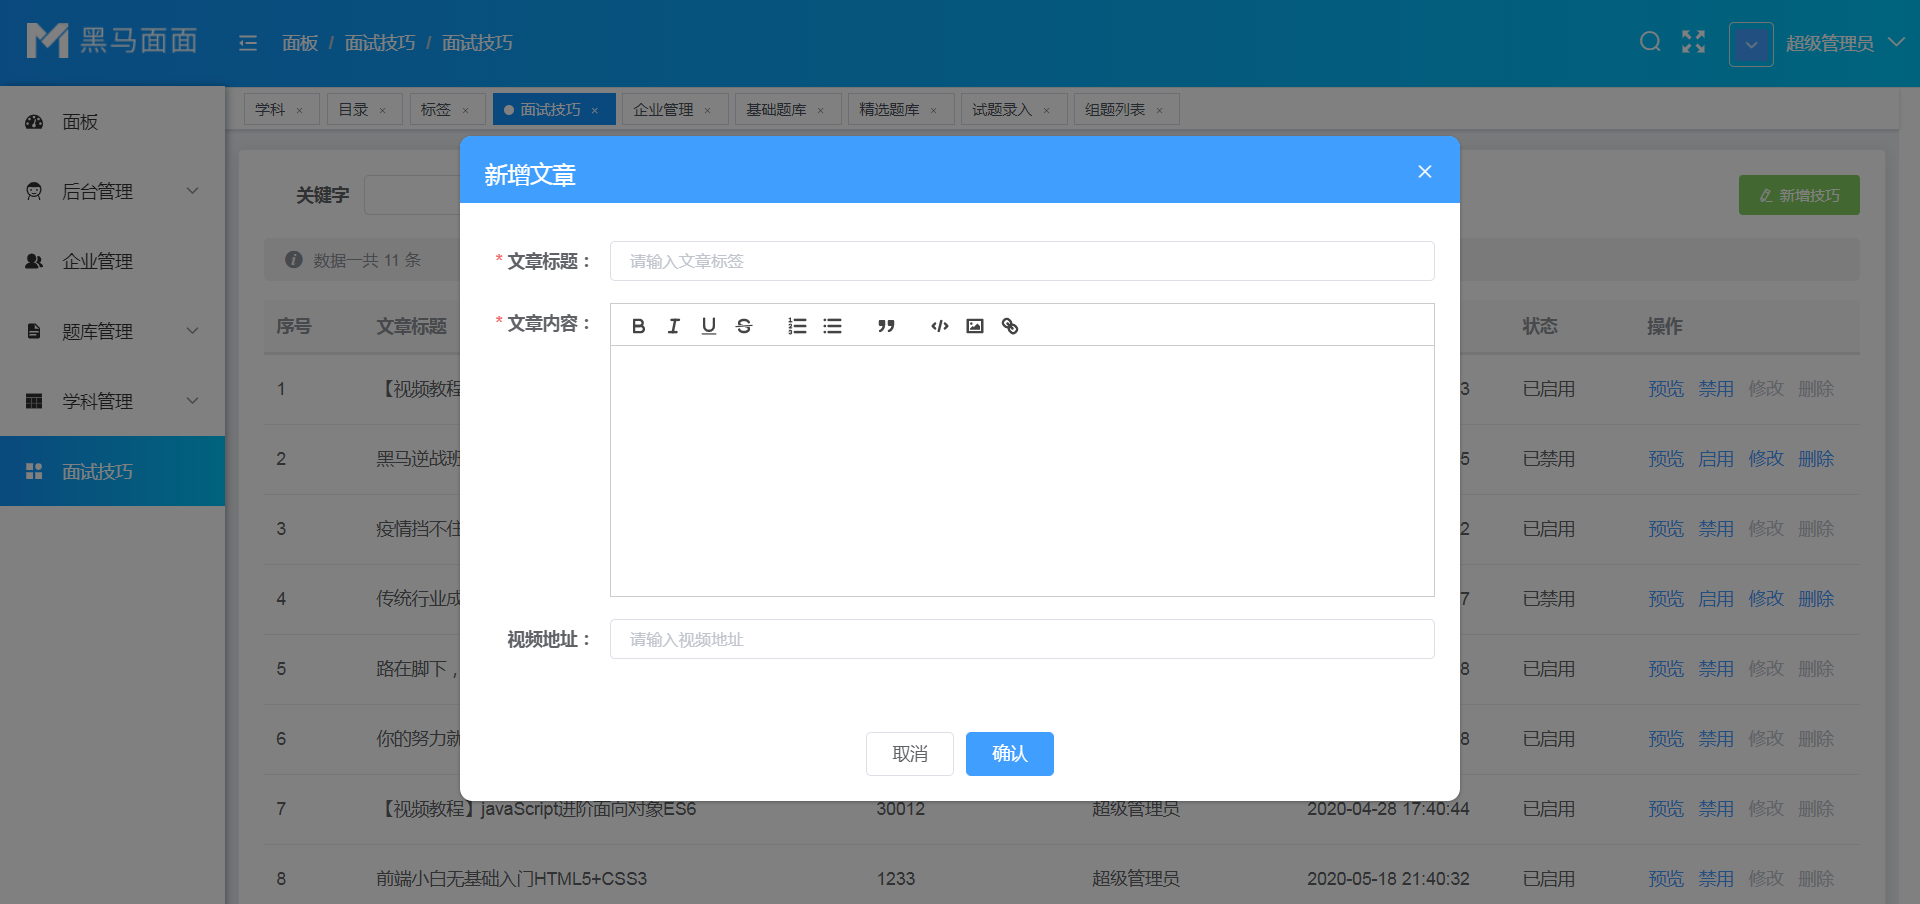 黑马面面
面板 / 面试技巧 / 面试技巧
超级管理员
面板
后台管理
企业管理
题库管理
学科管理
面试技巧
学科 × 目录 × 标签 × 面试技巧 × 企业管理 × 基础题库 × 精选题库 × 试题录入 × 组题列表 ×
关键字
新增技巧
数据一共 11 条
序号 文章标题 状态 操作
1 【视频教程 3 已启用 预览 禁用 修改 删除
2 黑马逆战班 5 已禁用 预览 启用 修改 删除
3 疫情挡不住 2 已启用 预览 禁用 修改 删除
4 传统行业成 7 已禁用 预览 启用 修改 删除
5 路在脚下， 8 已启用 预览 禁用 修改 删除
6 你的努力就 8 已启用 预览 禁用 修改 删除
7 【视频教程】javaScript进阶面向对象ES6 30012 超级管理员 2020-04-28 17:40:44 已启用 预览 禁用 修改 删除
8 前端小白无基础入门HTML5+CSS3 1233 超级管理员 2020-05-18 21:40:32 已启用 预览 禁用 修改 删除
新增文章
* 文章标题： 请输入文章标签
* 文章内容：
视频地址： 请输入视频地址
取消 确认